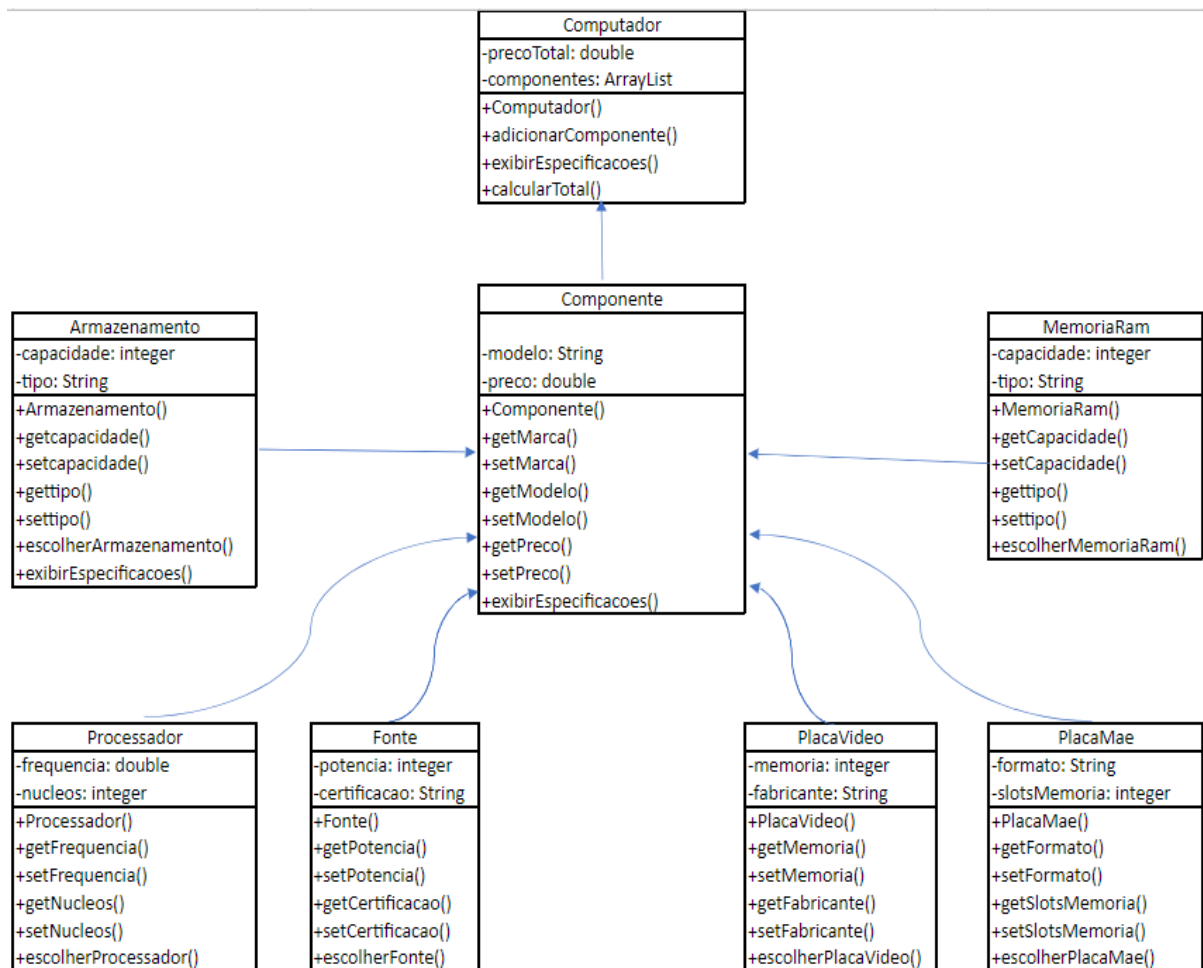 Computador
-precoTotal: double
-componentes: ArrayList
+Computador()
+adicionarComponente()
+exibirEspecificacoes()
+calcularTotal()
Componente
-modelo: String
-preco: double
+Componente()
+getMarca()
+setMarca()
+getModelo()
+setModelo()
+getPreco()
+setPreco()
+exibirEspecificacoes()
Armazenamento
-capacidade: integer
-tipo: String
+Armazenamento()
+getcapacidade()
+setcapacidade()
+gettipo()
+settipo()
+escolherArmazenamento()
+exibirEspecificacoes()
MemoriaRam
-capacidade: integer
-tipo: String
+MemoriaRam()
+getCapacidade()
+setCapacidade()
+gettipo()
+settipo()
+escolherMemoriaRam()
Processador
-frequencia: double
-nucleos: integer
+Processador()
+getFrequencia()
+setFrequencia()
+getNucleos()
+setNucleos()
+escolherProcessador()
Fonte
-potencia: integer
-certificacao: String
+Fonte()
+getPotencia()
+setPotencia()
+getCertificacao()
+setCertificacao()
+escolherFonte()
PlacaVideo
-memoria: integer
-fabricante: String
+PlacaVideo()
+getMemoria()
+setMemoria()
+getFabricante()
+setFabricante()
+escolherPlacaVideo()
PlacaMae
-formato: String
-slotsMemoria: integer
+PlacaMae()
+getFormato()
+setFormato()
+getSlotsMemoria()
+setSlotsMemoria()
+escolherPlacaMae()